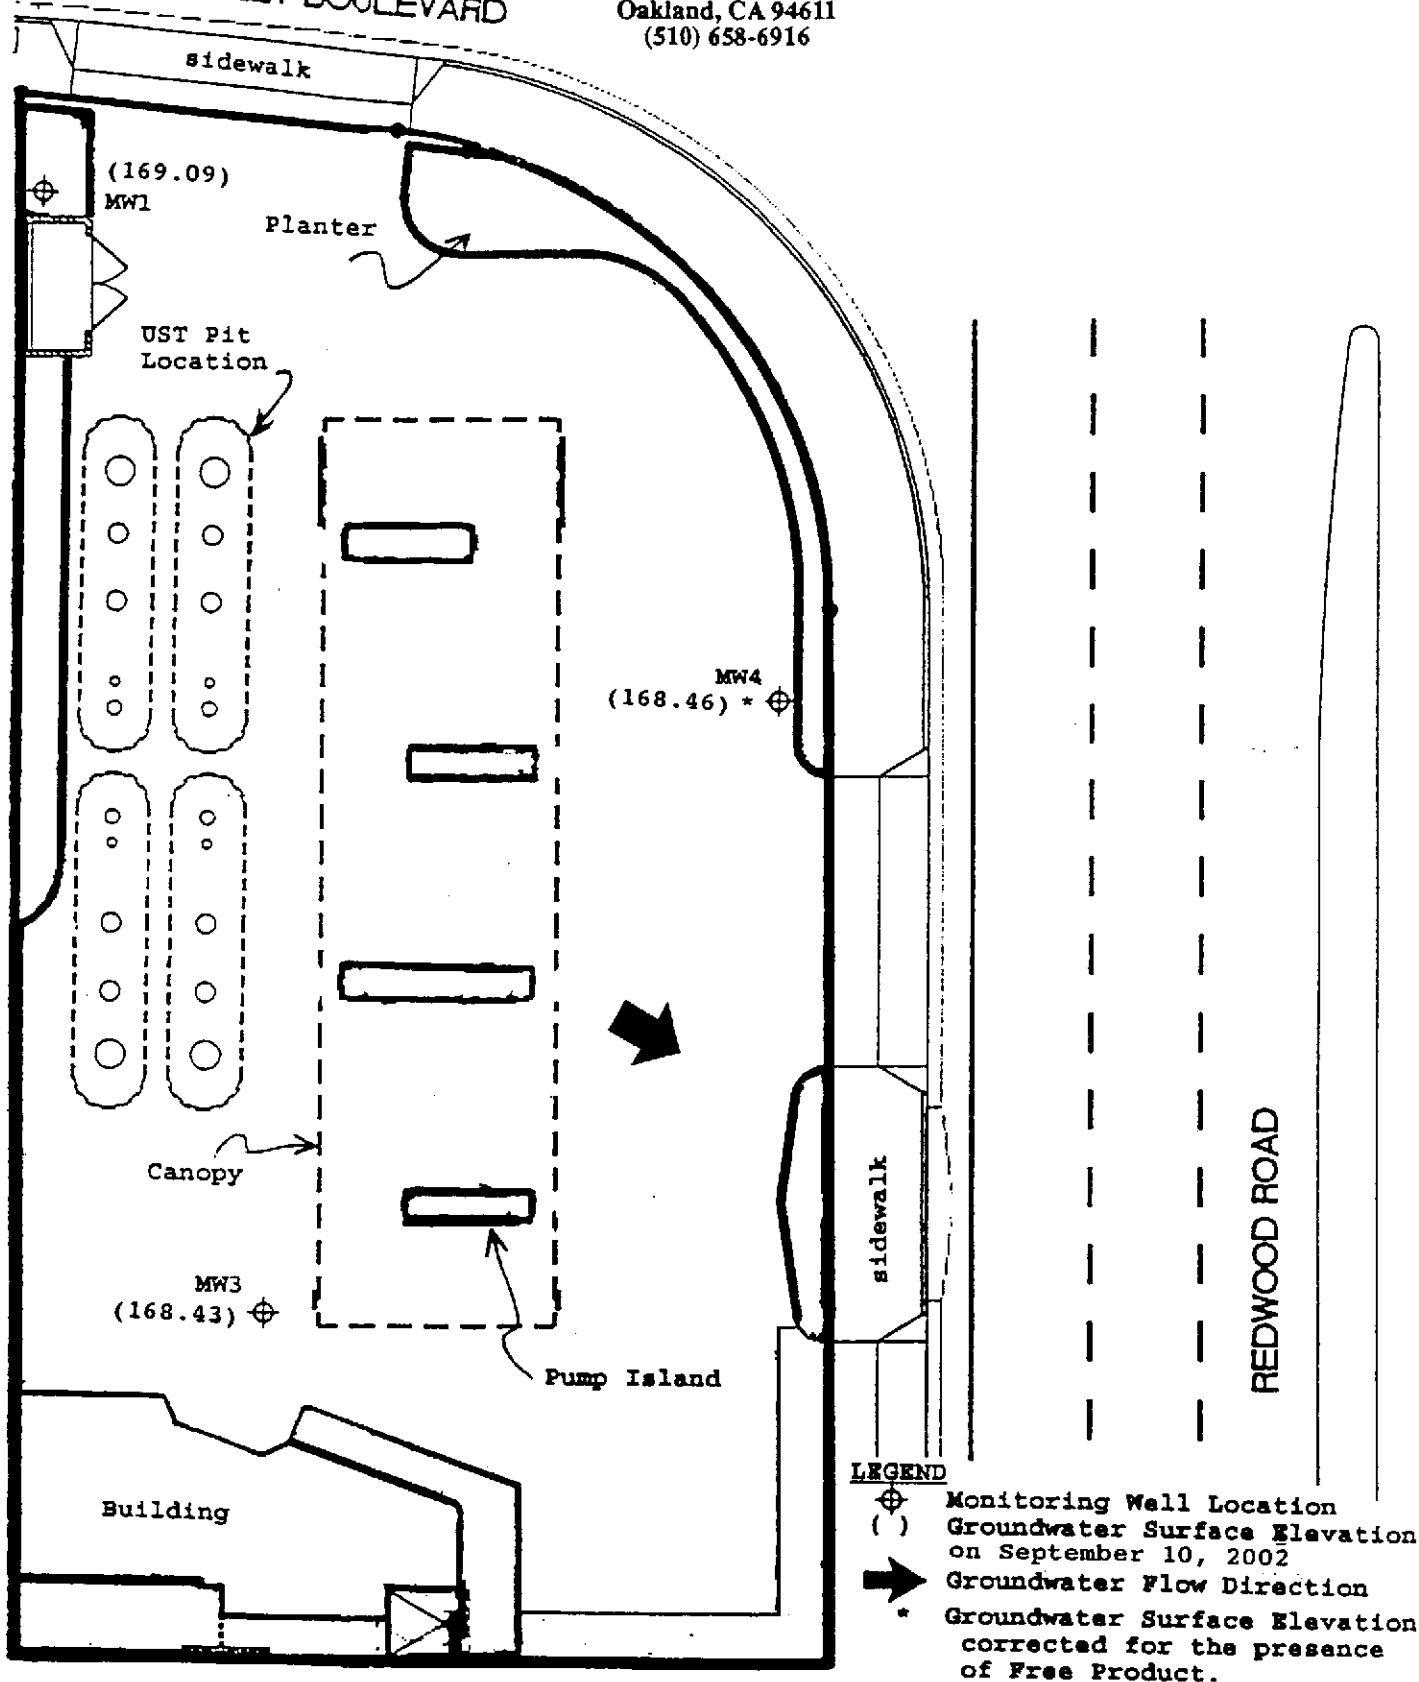 BOULEVARD
Oakland, CA 94611
(510) 658-6916
sidewalk
(169.09)
MW1
Planter
UST Pit
Location
MW4
(168.46) *
Canopy
sidewalk
REDWOOD ROAD
MW3
(168.43)
Pump Island
Building
LEGEND
Monitoring Well Location
( ) Groundwater Surface Elevation
on September 10, 2002
Groundwater Flow Direction
* Groundwater Surface Elevation
corrected for the presence
of Free Product.